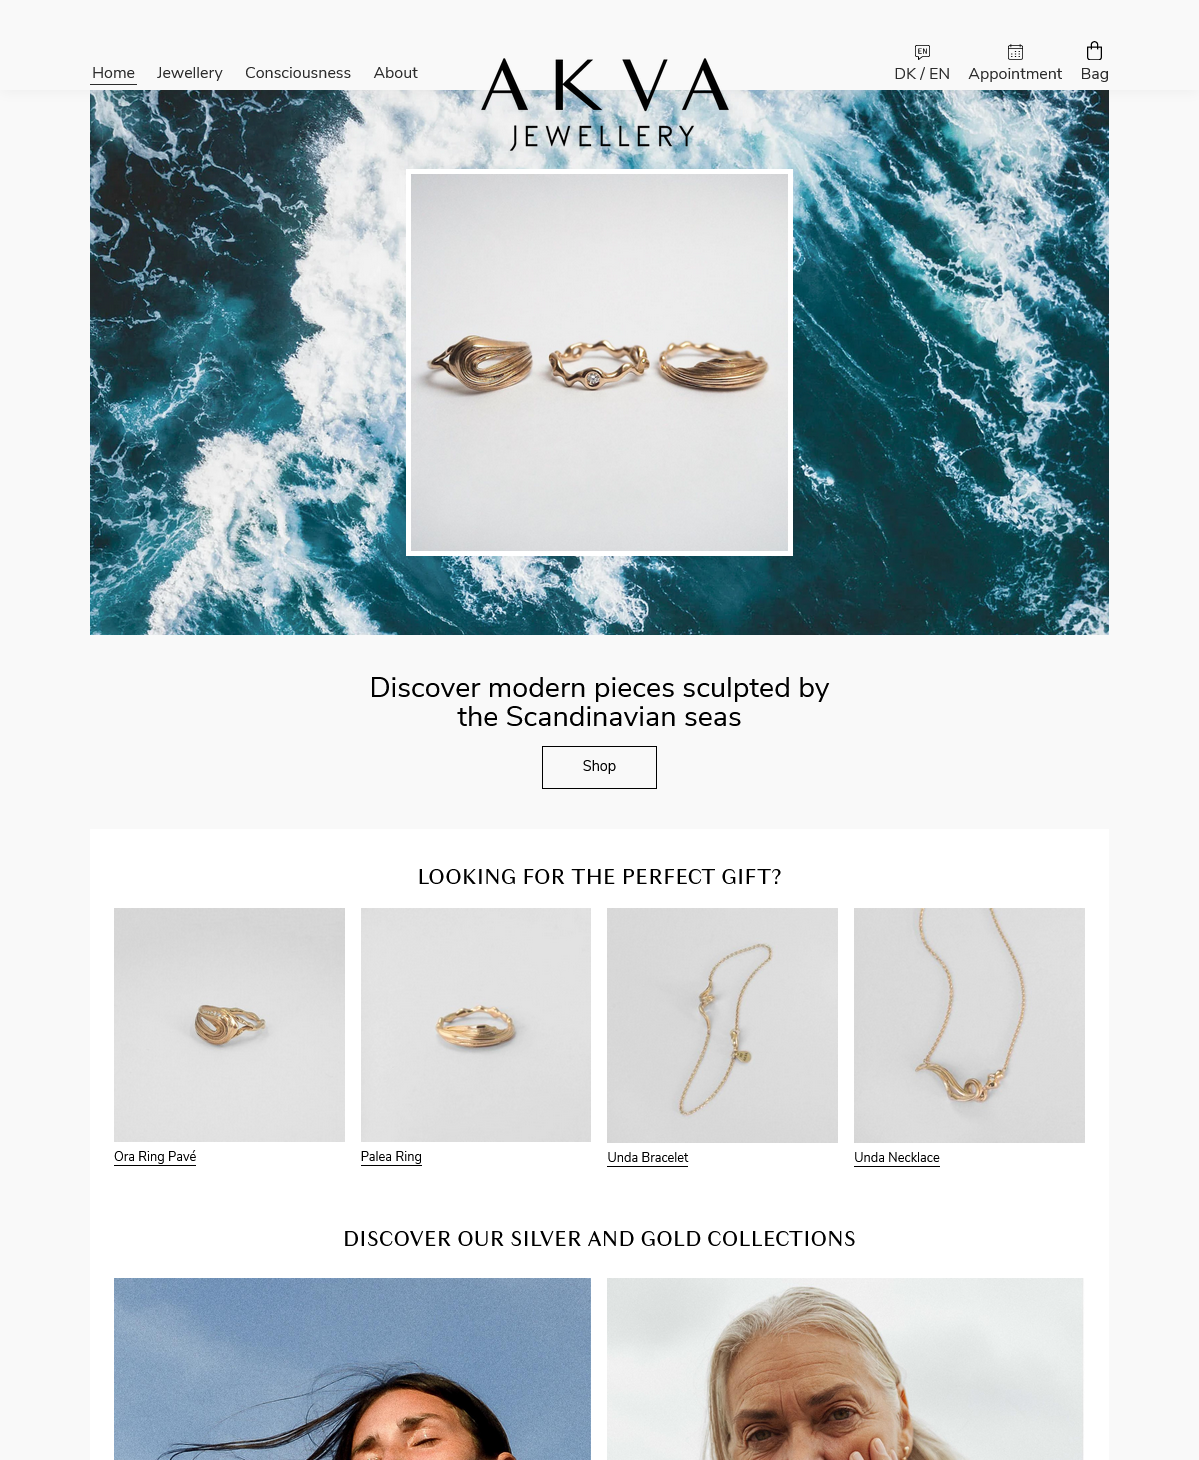 Home
Jewellery
Consciousness
About
AKVA
JEWELLERY
EN
DK / EN
Appointment
Bag
Discover modern pieces sculpted by
the Scandinavian seas
Shop
LOOKING FOR THE PERFECT GIFT?
Ora Ring Pavé
Palea Ring
Unda Bracelet
Unda Necklace
DISCOVER OUR SILVER AND GOLD COLLECTIONS